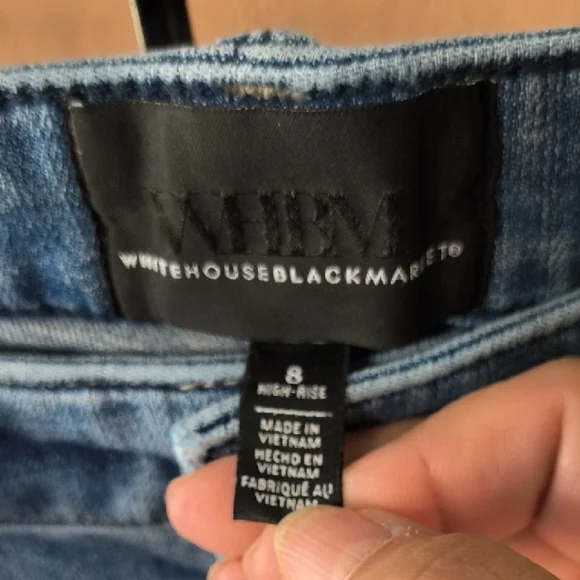 WHBM
WHITEHOUSEBLACKMARKET®
8
HIGH-RISE
MADE IN
VIETNAM
HECHO EN
VIETNAM
FABRIQUÉ AU
VIETNAM